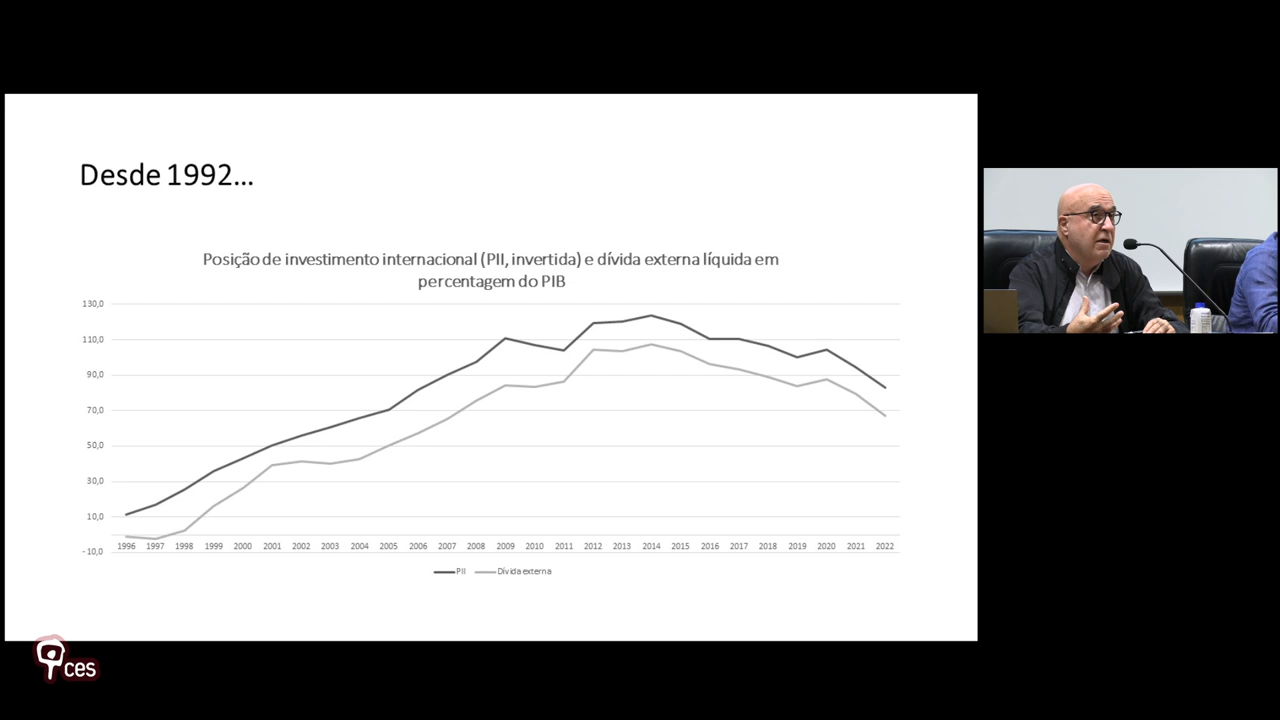 Desde 1992...
Posição de investimento internacional (PII, invertida) e dívida externa líquida em
percentagem do PIB
130,0
110,0
90,0
70,0
50,0
30,0
10,0
-10,0
1996 1997 1998 1999 2000 2001 2002 2003 2004 2005 2006 2007 2008 2009 2010 2011 2012 2013 2014 2015 2016 2017 2018 2019 2020 2021 2022
PII Dívida externa
ces